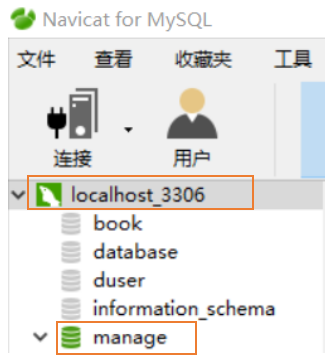 Navicat for MySQL
文件 查看 收藏夹 工具
连接 用户
localhost_3306
book
database
duser
information_schema
manage